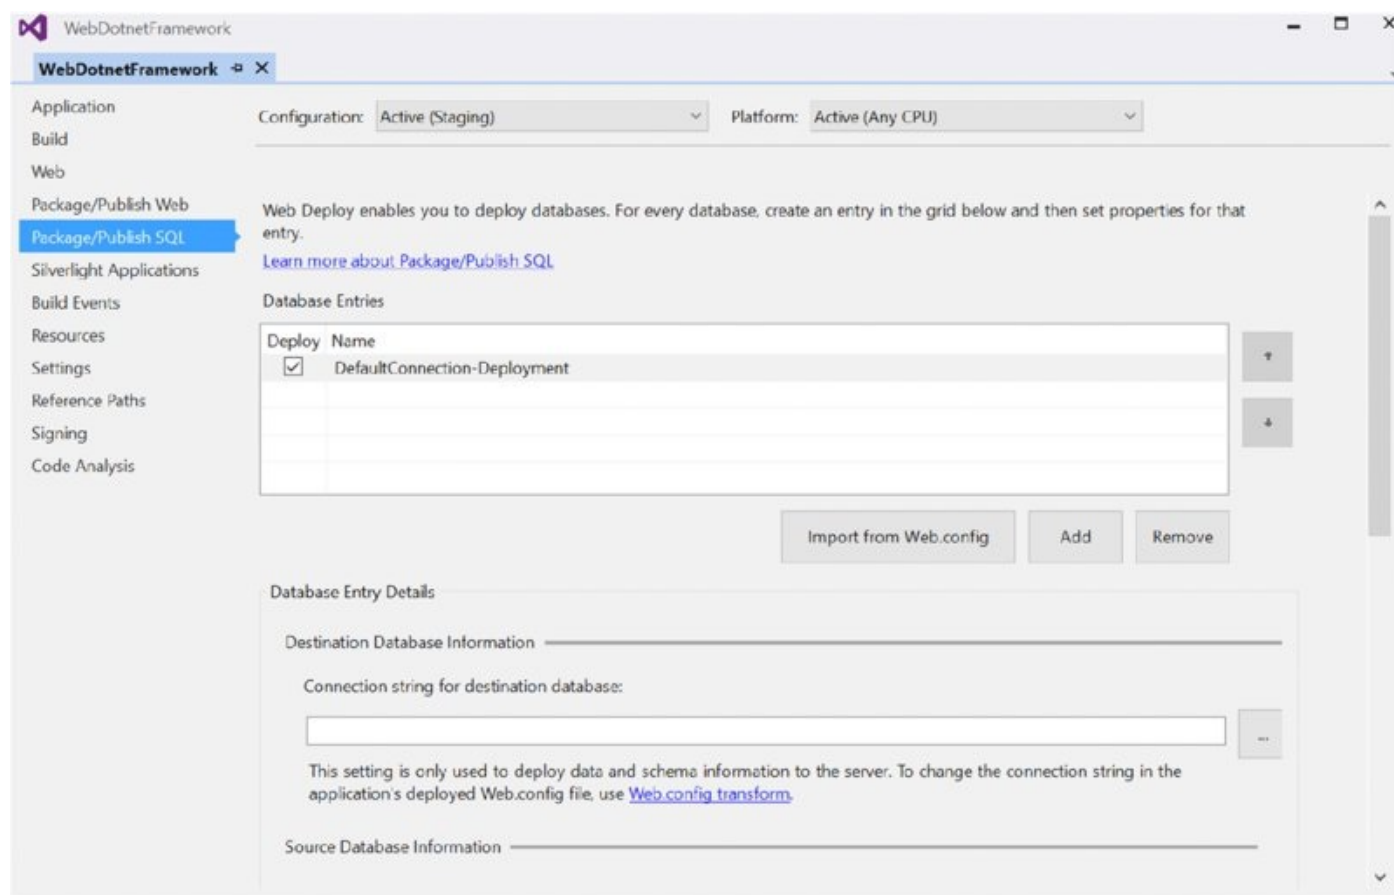 WebDotnetFramework
WebDotnetFramework
Application
Build
Web
Package/Publish Web
Package/Publish SQL
Silverlight Applications
Build Events
Resources
Settings
Reference Paths
Signing
Code Analysis
Configuration: Active (Staging) Platform: Active (Any CPU)
Web Deploy enables you to deploy databases. For every database, create an entry in the grid below and then set properties for that
entry.
Learn more about Package/Publish SQL
Database Entries
Deploy Name
DefaultConnection-Deployment
Import from Web.config Add Remove
Database Entry Details
Destination Database Information
Connection string for destination database:
...
This setting is only used to deploy data and schema information to the server. To change the connection string in the
application's deployed Web.config file, use Web.config transform.
Source Database Information